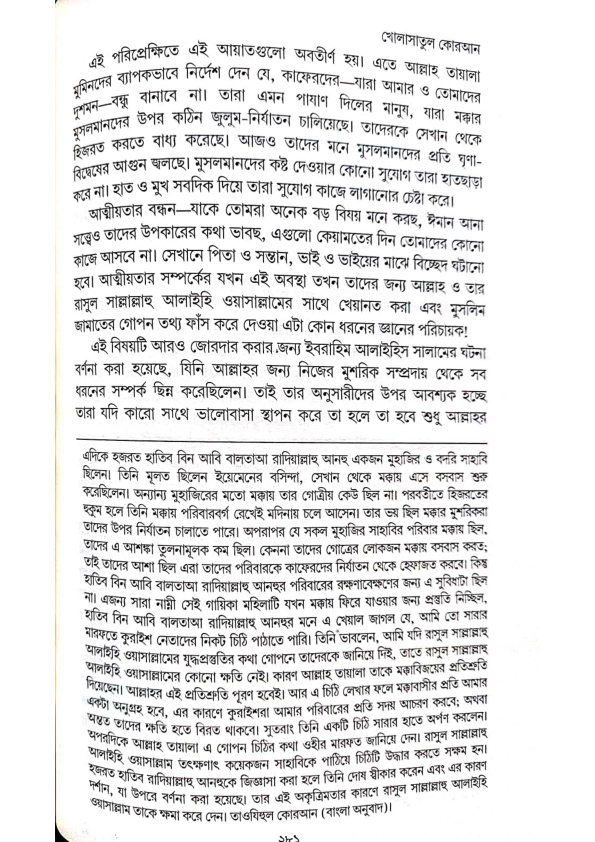 খোলাসাতুল কোরআন
এই পরিপ্রেক্ষিতে এই আয়াতগুলো অবতীর্ণ হয়। এতে আল্লাহ তায়ালা
মুমিনদের ব্যাপকভাবে নির্দেশ দেন যে, কাফেরদের—যারা আমার ও তোমাদের
দুশমন—বন্ধু বানাবে না। তারা এমন পাষাণ দিলের মানুষ, যারা মক্কার
মুসলমানদের উপর কঠিন জুলুম-নির্যাতন চালিয়েছে। তাদেরকে সেখান থেকে
হিজরত করতে বাধ্য করেছে। আজও তাদের মনে মুসলমানদের প্রতি ঘৃণা-
বিদ্বেষের আগুন জ্বলছে। মুসলমানদের কষ্ট দেওয়ার কোনো সুযোগ তারা হাতছাড়া
করে না। হাত ও মুখ সবদিক দিয়ে তারা সুযোগ কাজে লাগানোর চেষ্টা করে।
আত্মীয়তার বন্ধন—যাকে তোমরা অনেক বড় বিষয় মনে করছ, ঈমান আনা
সত্ত্বেও তাদের উপকারের কথা ভাবছ, এগুলো কেয়ামতের দিন তোমাদের কোনো
কাজে আসবে না। সেখানে পিতা ও সন্তান, ভাই ও ভাইয়ের মাঝে বিচ্ছেদ ঘটানো
হবে। আত্মীয়তার সম্পর্কের যখন এই অবস্থা তখন তাদের জন্য আল্লাহ ও তার
রাসুল সাল্লাল্লাহু আলাইহি ওয়াসাল্লামের সাথে খেয়ানত করা এবং মুসলিম
জামাতের গোপন তথ্য ফাঁস করে দেওয়া এটা কোন ধরনের জ্ঞানের পরিচায়ক!
এই বিষয়টি আরও জোরদার করার জন্য ইবরাহিম আলাইহিস সালামের ঘটনা
বর্ণনা করা হয়েছে, যিনি আল্লাহর জন্য নিজের মুশরিক সম্প্রদায় থেকে সব
ধরনের সম্পর্ক ছিন্ন করেছিলেন। তাই তার অনুসারীদের উপর আবশ্যক হচ্ছে
তারা যদি কারো সাথে ভালোবাসা স্থাপন করে তা হলে তা হবে শুধু আল্লাহর
এদিকে হজরত হাতিব বিন আবি বালতাআ রাদিয়াল্লাহু আনহু একজন মুহাজির ও বদরি সাহাবি
ছিলেন। তিনি মূলত ছিলেন ইয়েমেনের বসিন্দা, সেখান থেকে মক্কায় এসে বসবাস শুরু
করেছিলেন। অন্যান্য মুহাজিরের মতো মক্কায় তার গোত্রীয় কেউ ছিল না। পরবর্তীতে হিজরতের
হুকুম হলে তিনি মক্কায় পরিবারবর্গ রেখেই মদিনায় চলে আসেন। তার ভয় ছিল মক্কার মুশরিকরা
তাদের উপর নির্যাতন চালাতে পারে। অপরাপর যে সকল মুহাজির সাহাবির পরিবার মক্কায় ছিল,
তাদের এ আশঙ্কা তুলনামূলক কম ছিল। কেননা তাদের গোত্রের লোকজন মক্কায় বসবাস করত;
তাই তাদের আশা ছিল এরা তাদের পরিবারকে কাফেরদের নির্যাতন থেকে হেফাজত করবে। কিন্তু
হাতিব বিন আবি বালতাআ রাদিয়াল্লাহু আনহুর পরিবারের রক্ষণাবেক্ষণের জন্য এ সুবিধাটা ছিল
না। এজন্য সারা নাম্নী সেই গায়িকা মহিলাটি যখন মক্কায় ফিরে যাওয়ার জন্য প্রস্তুতি নিচ্ছিল,
হাতিব বিন আবি বালতাআ রাদিয়াল্লাহু আনহুর মনে এ খেয়াল জাগল যে, আমি তো সারার
মারফতে কুরাইশ নেতাদের নিকট চিঠি পাঠাতে পারি। তিনি ভাবলেন, আমি যদি রাসুল সাল্লাল্লাহু
আলাইহি ওয়াসাল্লামের যুদ্ধপ্রস্তুতির কথা গোপনে তাদেরকে জানিয়ে দিই, তাতে রাসুল সাল্লাল্লাহু
আলাইহি ওয়াসাল্লামের কোনো ক্ষতি নেই। কারণ আল্লাহ তায়ালা তাকে মক্কাবিজয়ের প্রতিশ্রুতি
দিয়েছেন। আল্লাহর এই প্রতিশ্রুতি পূরণ হবেই। আর এ চিঠি লেখার ফলে মক্কাবাসীর প্রতি আমার
একটা অনুগ্রহ হবে, এর কারণে কুরাইশরা আমার পরিবারের প্রতি সদয় আচরণ করবে; অথবা
অন্তত তাদের ক্ষতি হতে বিরত থাকবে। সুতরাং তিনি একটি চিঠি সারার হাতে অর্পণ করলেন।
অপরদিকে আল্লাহ তায়ালা এ গোপন চিঠির কথা ওহীর মারফত জানিয়ে দেন। রাসুল সাল্লাল্লাহু
আলাইহি ওয়াসাল্লাম তৎক্ষণাৎ কয়েকজন সাহাবিকে পাঠিয়ে চিঠিটি উদ্ধার করতে সক্ষম হন।
হজরত হাতিব রাদিয়াল্লাহু আনহুকে জিজ্ঞাসা করা হলে তিনি দোষ স্বীকার করেন এবং এর কারণ
দর্শান, যা উপরে বর্ণনা করা হয়েছে। তার এই অকৃত্রিমতার কারণে রাসুল সাল্লাল্লাহু আলাইহি
ওয়াসাল্লাম তাকে ক্ষমা করে দেন। তাওযিহুল কোরআন (বাংলা অনুবাদ)।
২৮১